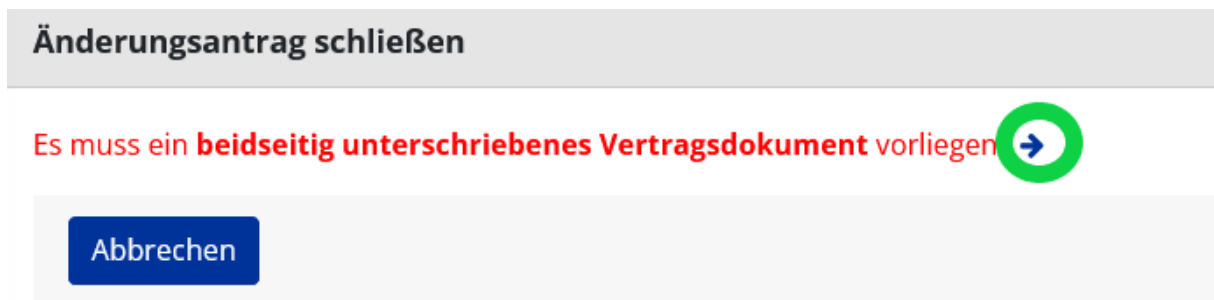 Änderungsantrag schließen
Es muss ein beidseitig unterschriebenes Vertragsdokument vorliegen
Abbrechen